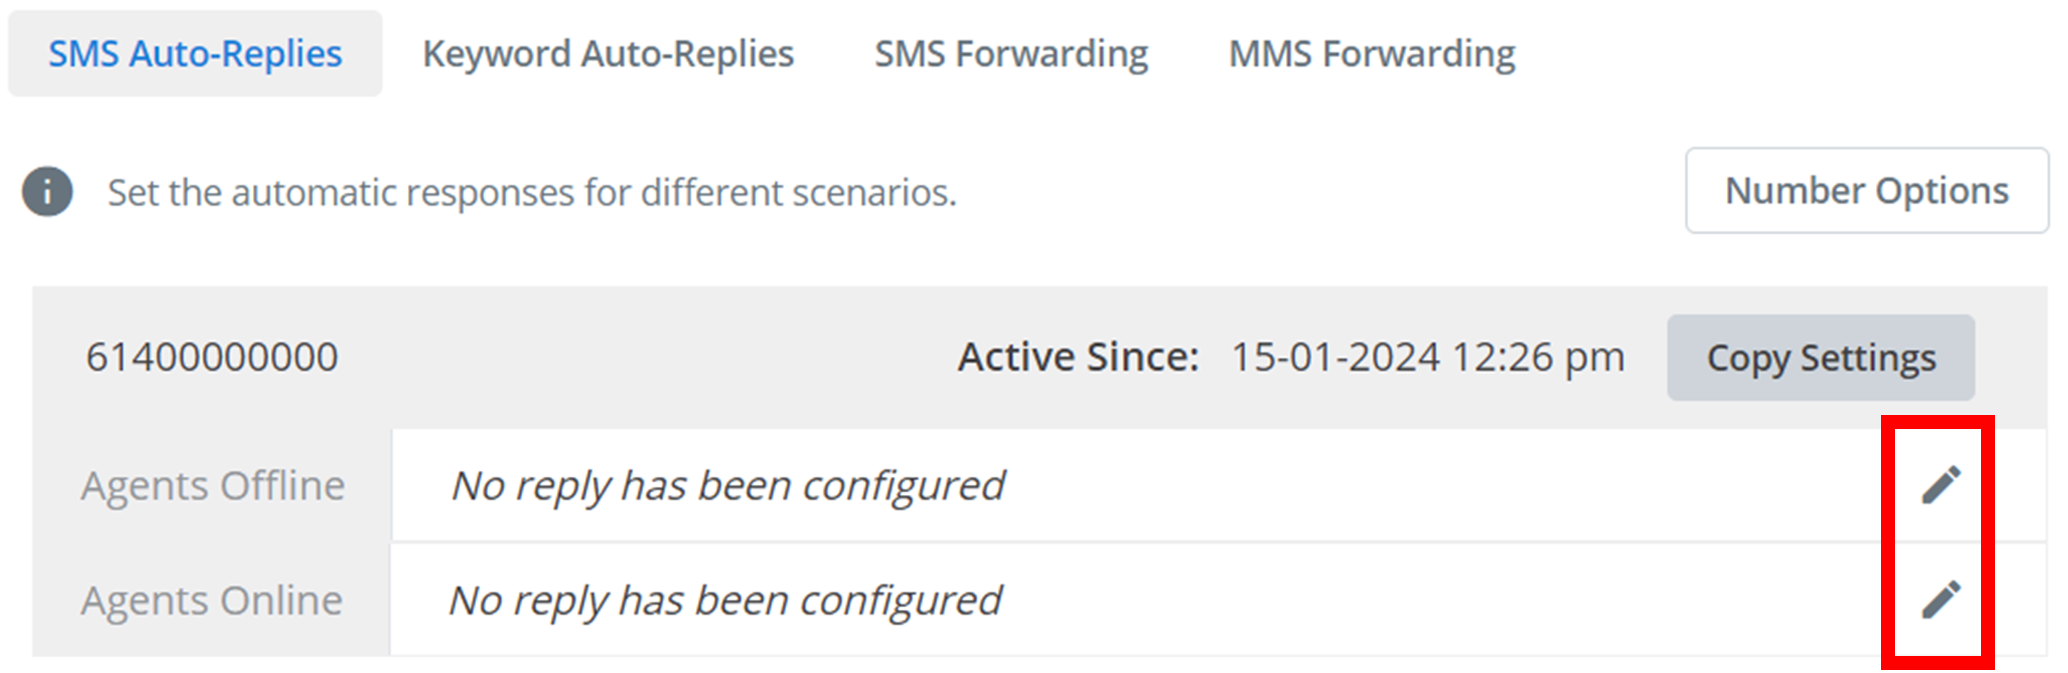 SMS Auto-Replies Keyword Auto-Replies SMS Forwarding MMS Forwarding
i Set the automatic responses for different scenarios. Number Options
61400000000 Active Since: 15-01-2024 12:26 pm Copy Settings
Agents Offline No reply has been configured
Agents Online No reply has been configured